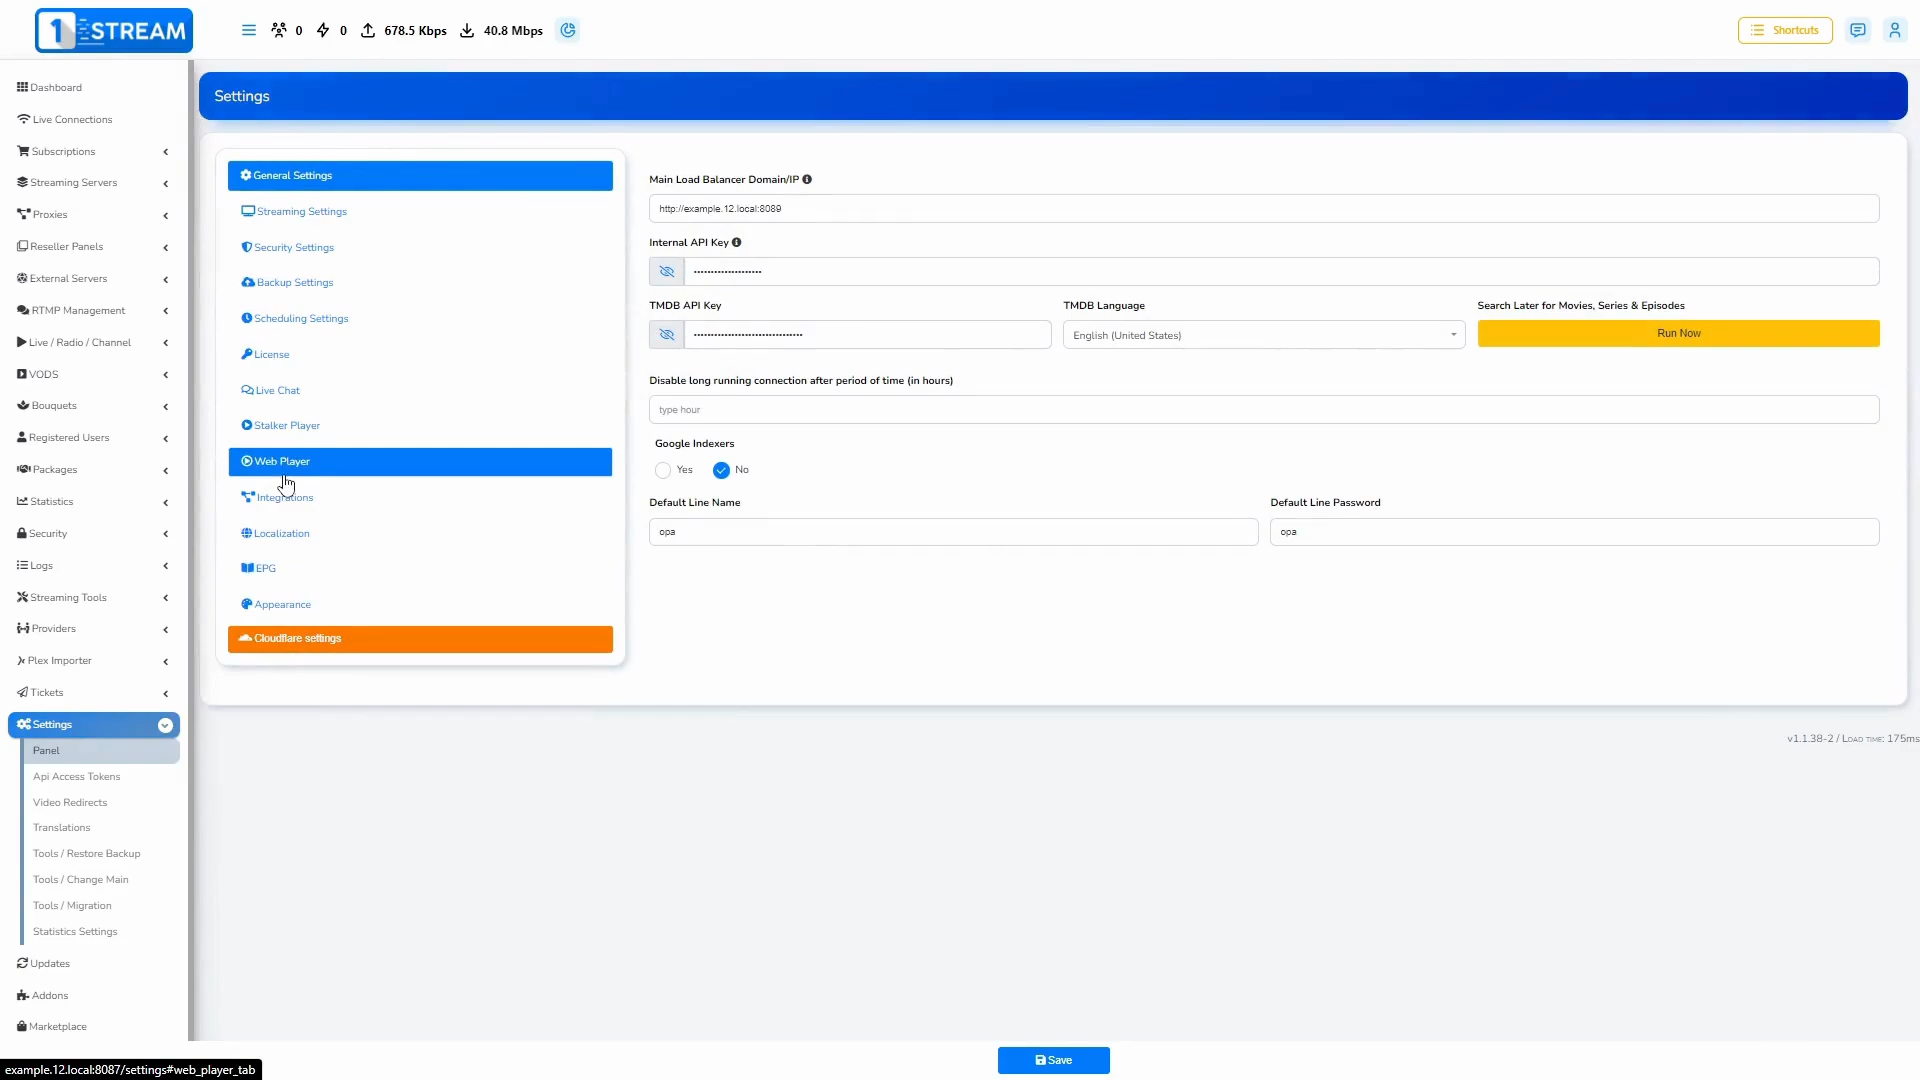 1STREAM
0
0
678.5 Kbps
40.8 Mbps
Shortcuts
Dashboard
Live Connections
Subscriptions
Streaming Servers
Proxies
Reseller Panels
External Servers
RTMP Management
Live / Radio / Channel
VODS
Bouquets
Registered Users
Packages
Statistics
Security
Logs
Streaming Tools
Providers
Plex Importer
Tickets
Settings
Panel
Api Access Tokens
Video Redirects
Translations
Tools / Restore Backup
Tools / Change Main
Tools / Migration
Statistics Settings
Updates
Addons
Marketplace
Settings
General Settings
Streaming Settings
Security Settings
Backup Settings
Scheduling Settings
License
Live Chat
Stalker Player
Web Player
Integrations
Localization
EPG
Appearance
Cloudflare settings
Main Load Balancer Domain/IP
http://example.12.local:8089
Internal API Key
TMDB API Key
TMDB Language
English (United States)
Search Later for Movies, Series & Episodes
Run Now
Disable long running connection after period of time (in hours)
type hour
Google Indexers
Yes
No
Default Line Name
opa
Default Line Password
opa
v1.1.38-2 / Load time: 175ms
Save
example.12.local:8087/settings#web_player_tab